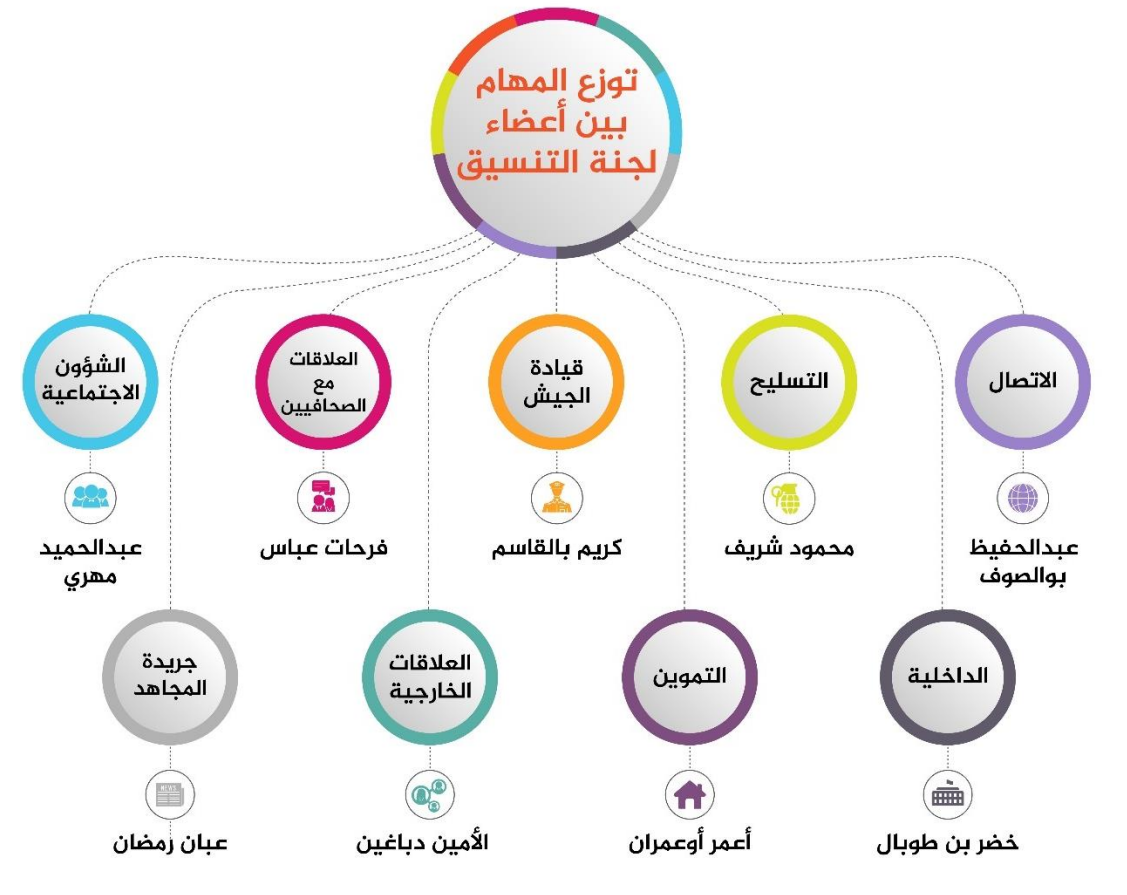 توزع المهام
بين أعضاء
لجنة التنسيق
الاتصال
عبدالحفيظ
بوالصوف
التسليح
محمود شريف
قيادة
الجيش
كريم بالقاسم
العلاقات
مع
الصحافيين
فرحات عباس
الشؤون
الاجتماعية
عبدالحميد
مهري
الداخلية
خضر بن طوبال
التموين
أعمر أوعمران
العلاقات
الخارجية
الأمين دباغين
جريدة
المجاهد
NEWS
عبان رمضان